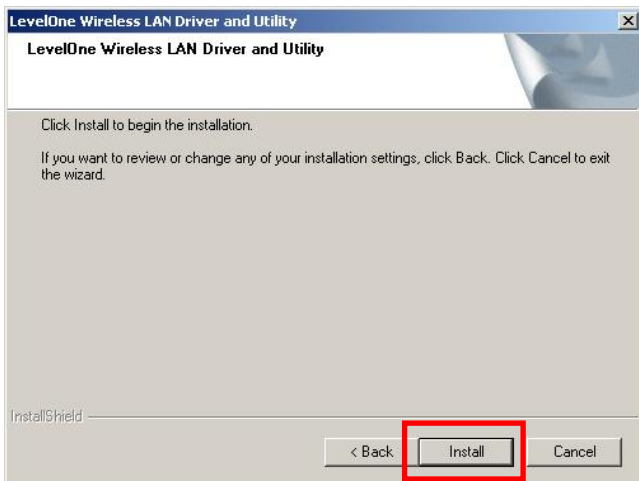 LevelOne Wireless LAN Driver and Utility
LevelOne Wireless LAN Driver and Utility
Click Install to begin the installation.
If you want to review or change any of your installation settings, click Back. Click Cancel to exit
the wizard.
InstallShield
< Back Install Cancel